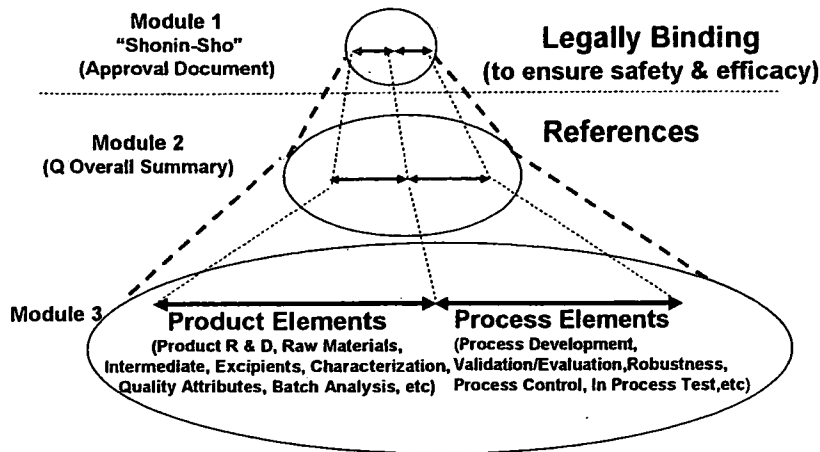 Module 1
“Shonin-Sho”
(Approval Document)
Legally Binding
(to ensure safety & efficacy)
Module 2
(Q Overall Summary)
References
Module 3
Product Elements
(Product R & D, Raw Materials,
Intermediate, Excipients, Characterization,
Quality Attributes, Batch Analysis, etc)
Process Elements
(Process Development,
Validation/Evaluation,Robustness,
Process Control, In Process Test,etc)